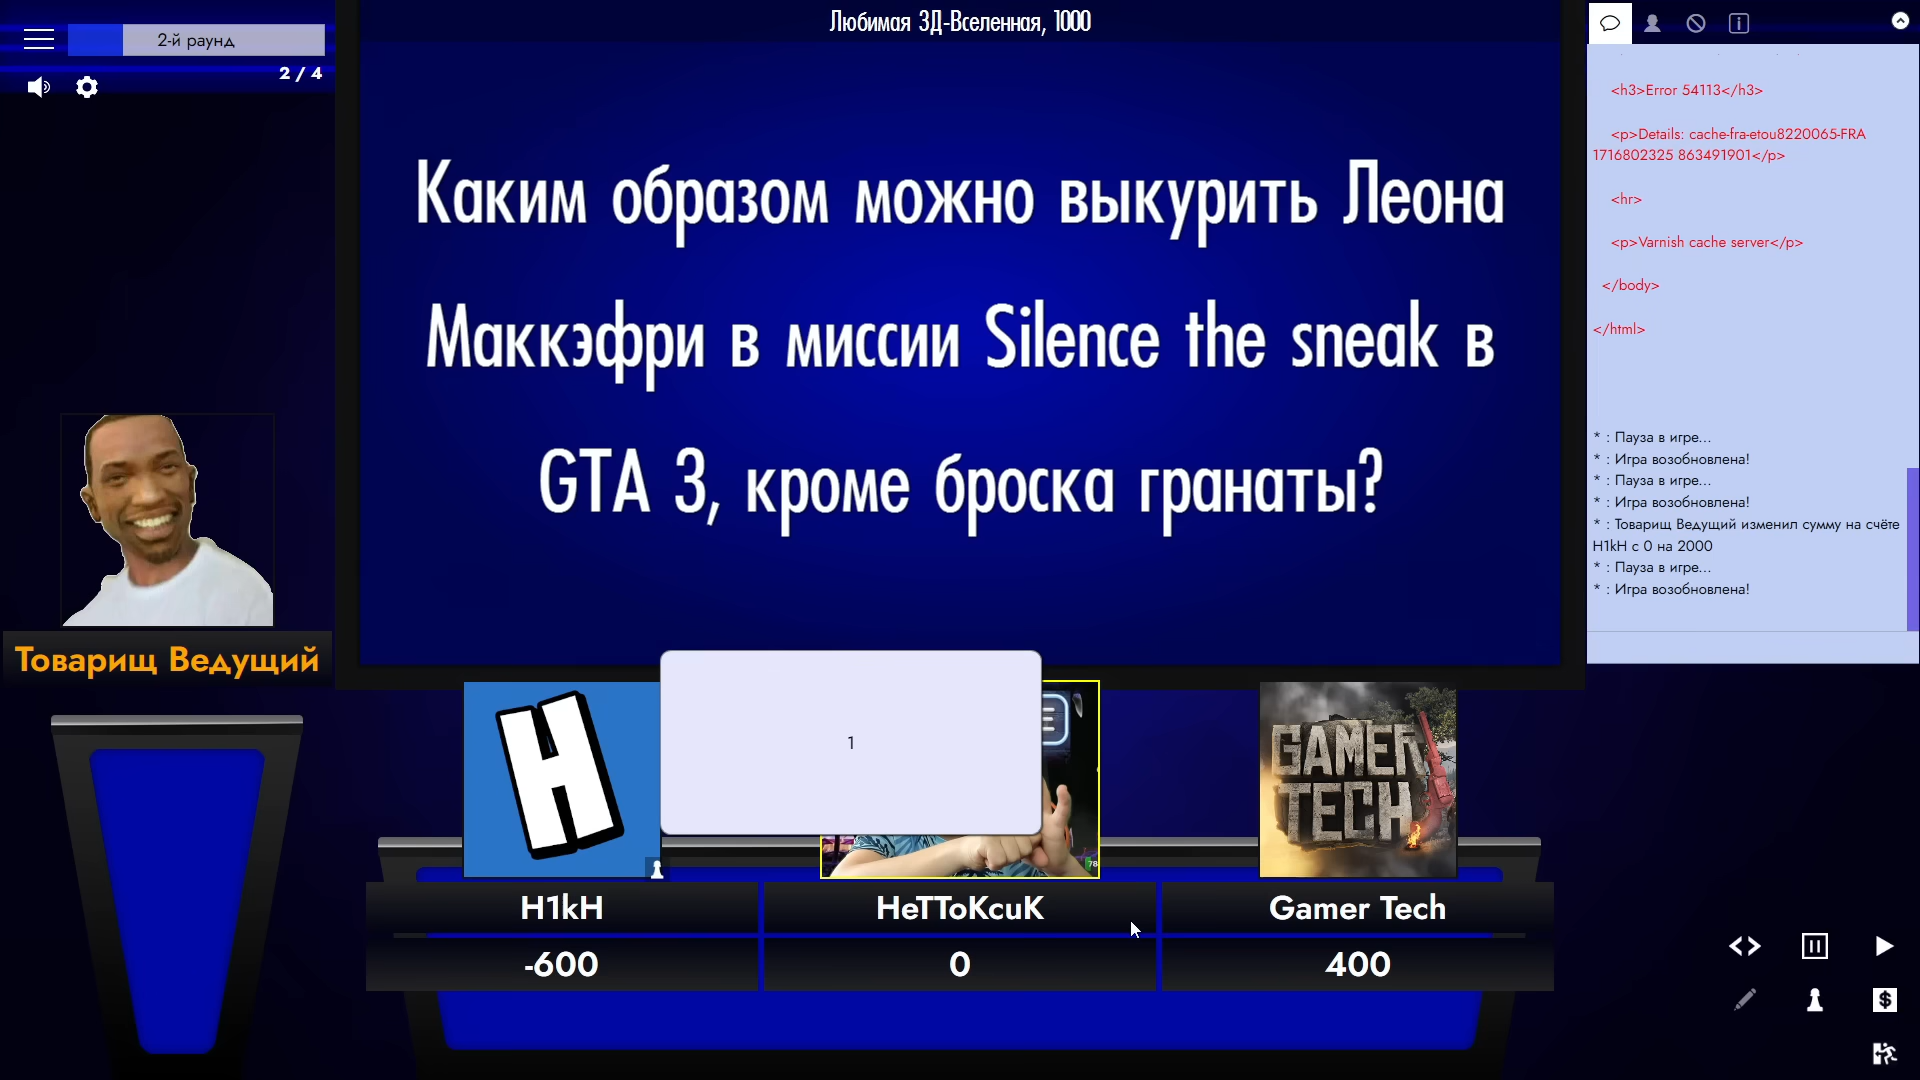 Любимая 3Д-Вселенная, 1000
2-й раунд
2 / 4
Каким образом можно выкурить Леона
Маккэфри в миссии Silence the sneak в
GTA 3, кроме броска гранаты?
<h3>Error 54113</h3>
<p>Details: cache-fra-etou8220065-FRA
1716802325 863491901</p>
<hr>
<p>Varnish cache server</p>
</body>
</html>
* : Пауза в игре...
* : Игра возобновлена!
* : Пауза в игре...
* : Игра возобновлена!
* : Товарищ Ведущий изменил сумму на счёте
H1kH с 0 на 2000
* : Пауза в игре...
* : Игра возобновлена!
Товарищ Ведущий
H
1
GAMER
TECH
78
H1kH
HeTToKcuK
Gamer Tech
-600
0
400